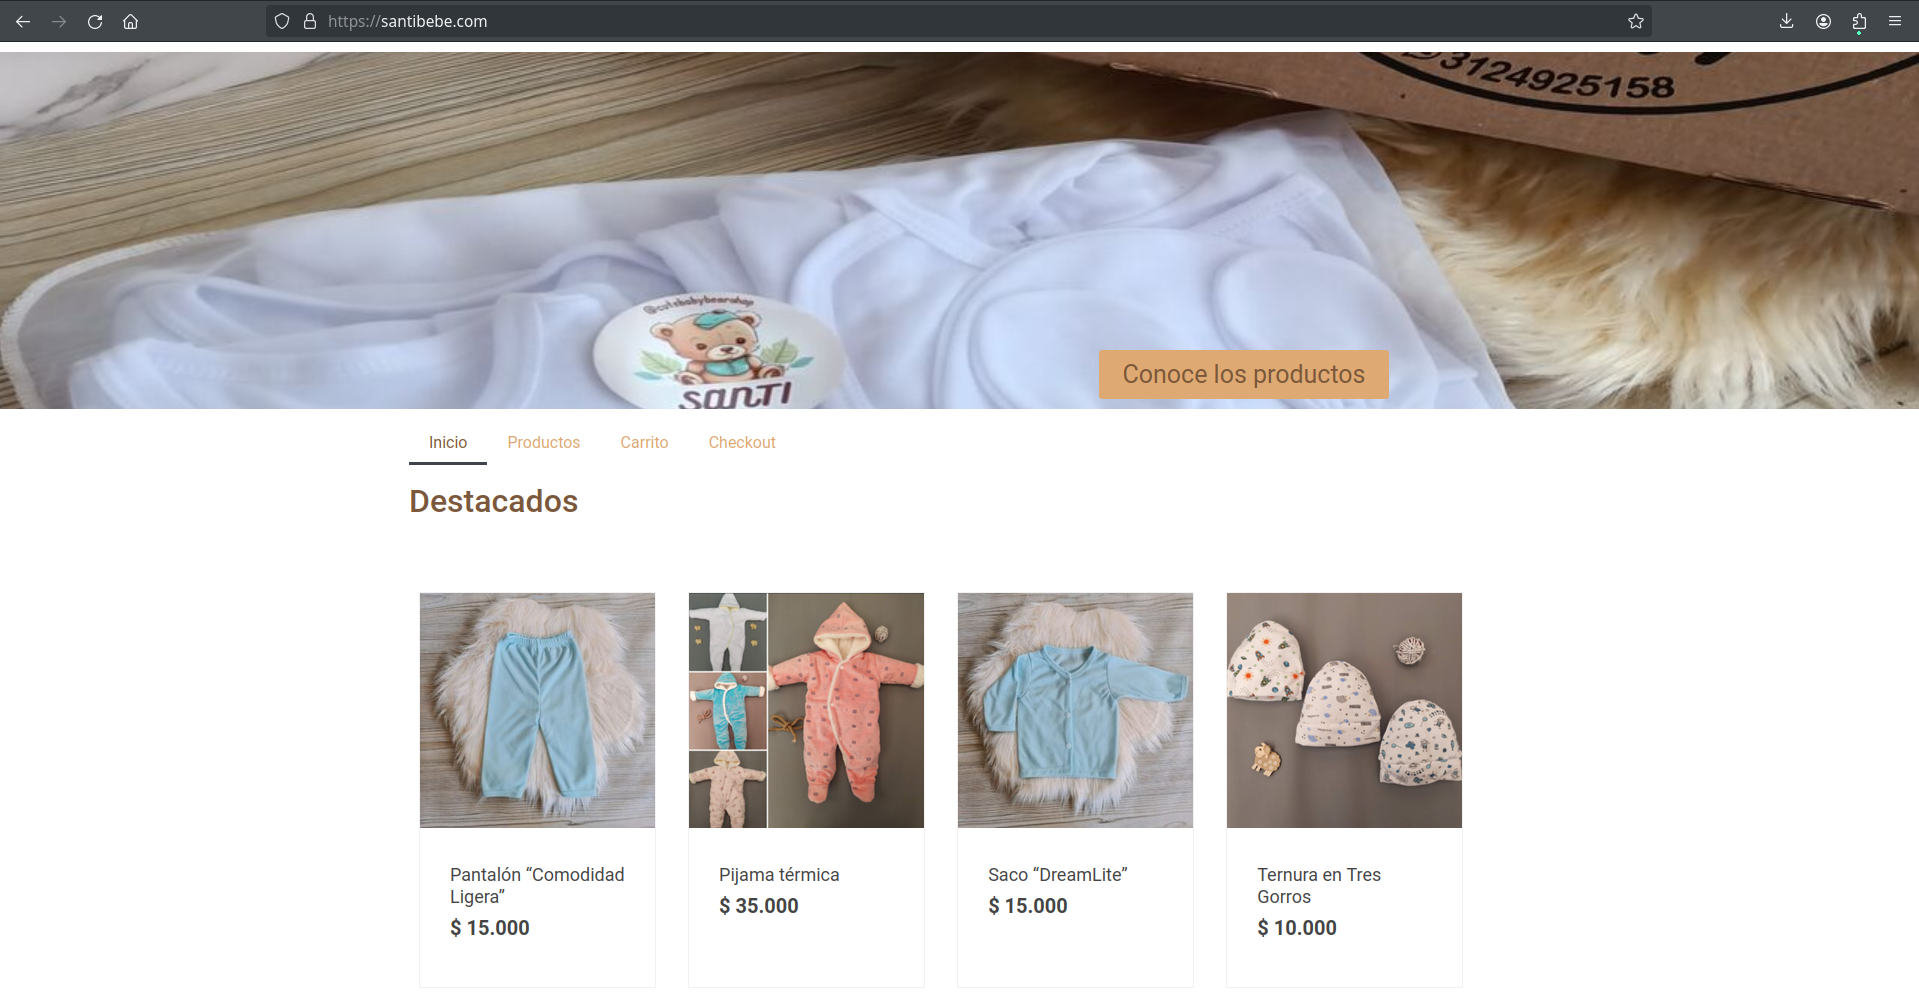 https://santibebe.com
3124925158
@cutebabybearshop
SANTI
Conoce los productos
Inicio
Productos
Carrito
Checkout
Destacados
Pantalón “Comodidad
Ligera”
$ 15.000
Pijama térmica
$ 35.000
Saco “DreamLite”
$ 15.000
Ternura en Tres
Gorros
$ 10.000